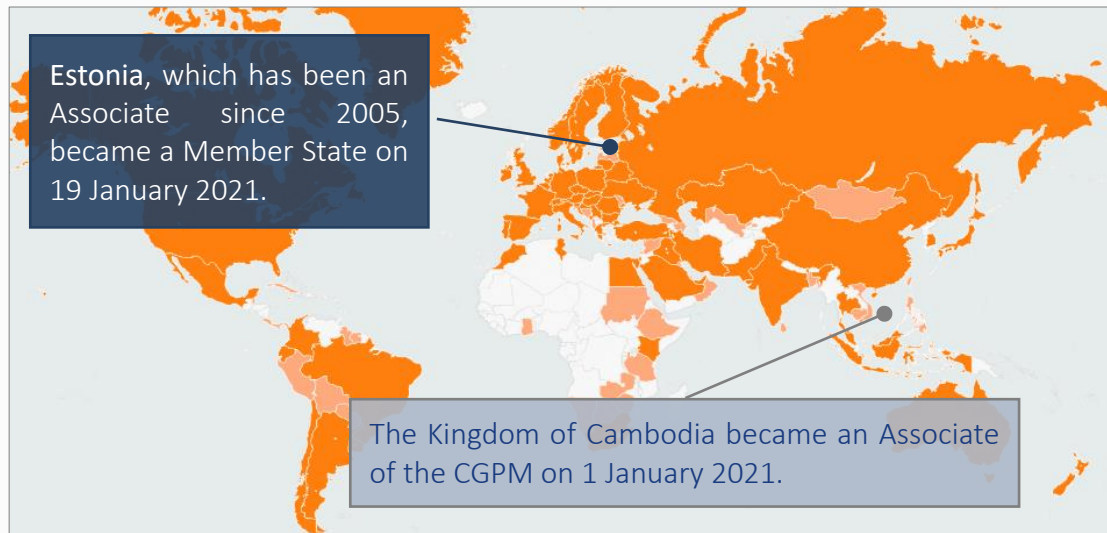 Estonia, which has been an
Associate since 2005,
became a Member State on
19 January 2021.
The Kingdom of Cambodia became an Associate
of the CGPM on 1 January 2021.